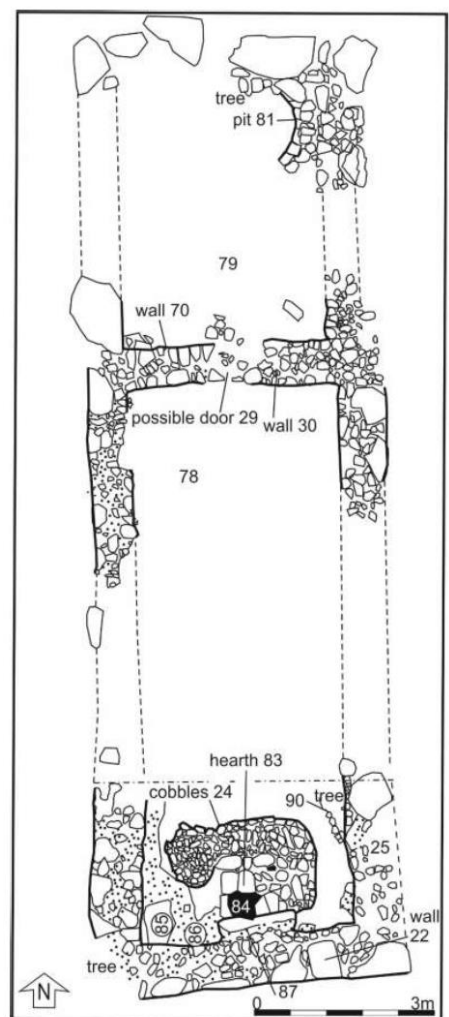 tree
pit 81
79
wall 70
possible door 29
wall 30
78
hearth 83
cobbles 24
90
tree
25
84
85
86
wall
22
tree
87
N
0
3m